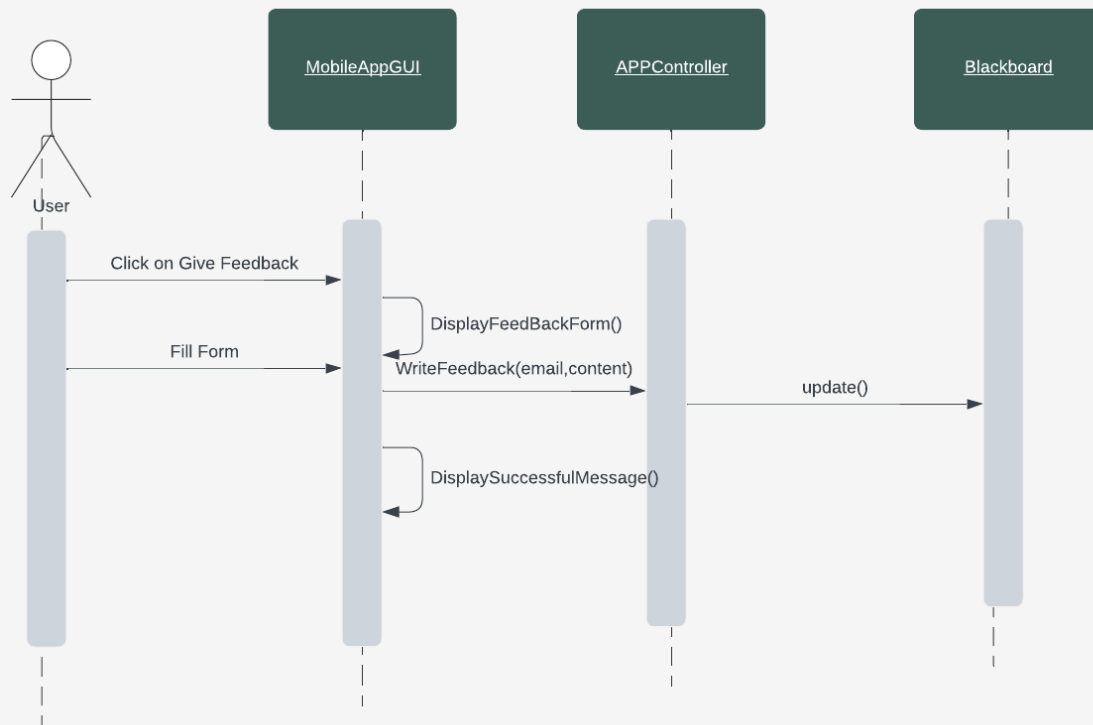 MobileAppGUI
APPController
Blackboard
User
Click on Give Feedback
DisplayFeedBackForm()
Fill Form
WriteFeedback(email,content)
update()
DisplaySuccessfulMessage()